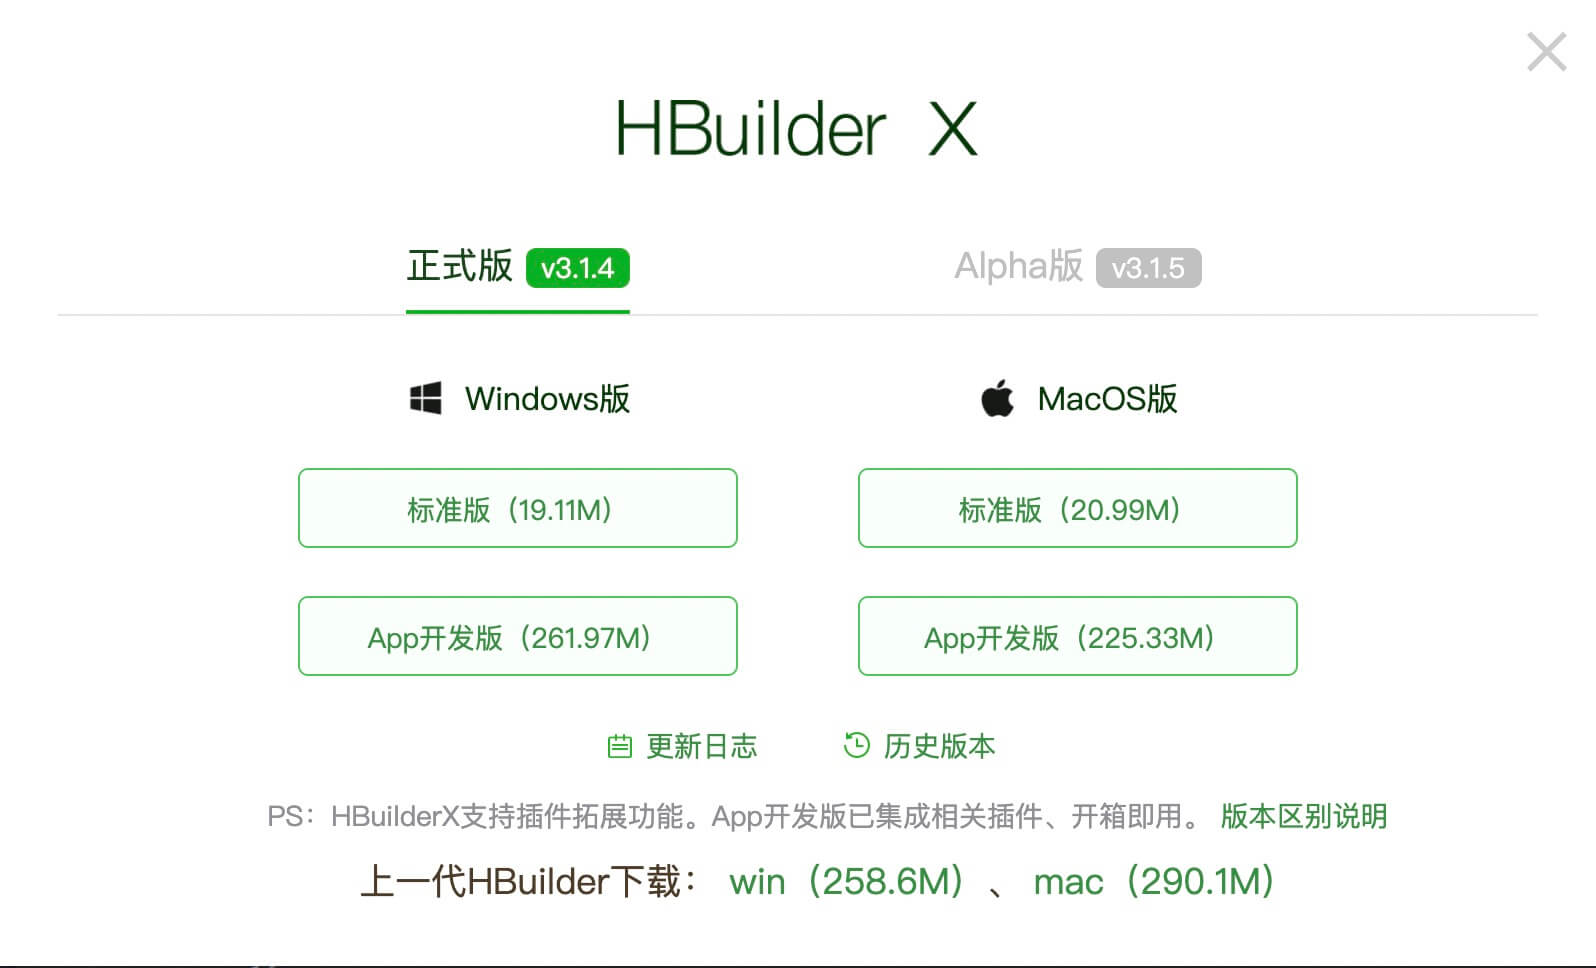 HBuilder X
正式版 v3.1.4
Alpha版 v3.1.5
Windows版
MacOS版
标准版（19.11M）
标准版（20.99M）
App开发版（261.97M）
App开发版（225.33M）
更新日志
历史版本
PS：HBuilderX支持插件拓展功能。App开发版已集成相关插件、开箱即用。 版本区别说明
上一代HBuilder下载： win（258.6M） 、 mac（290.1M）